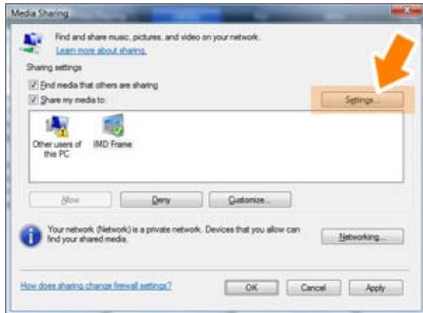 Media Sharing
Find and share music, pictures, and video on your network.
Learn more about sharing.
Sharing settings
Find media that others are sharing
Share my media to:
Settings...
Other users of
this PC
IMD Frame
Allow
Deny
Customize...
Your network (Network) is a private network. Devices that you allow can
find your shared media.
Networking...
How does sharing change firewall settings?
OK
Cancel
Apply